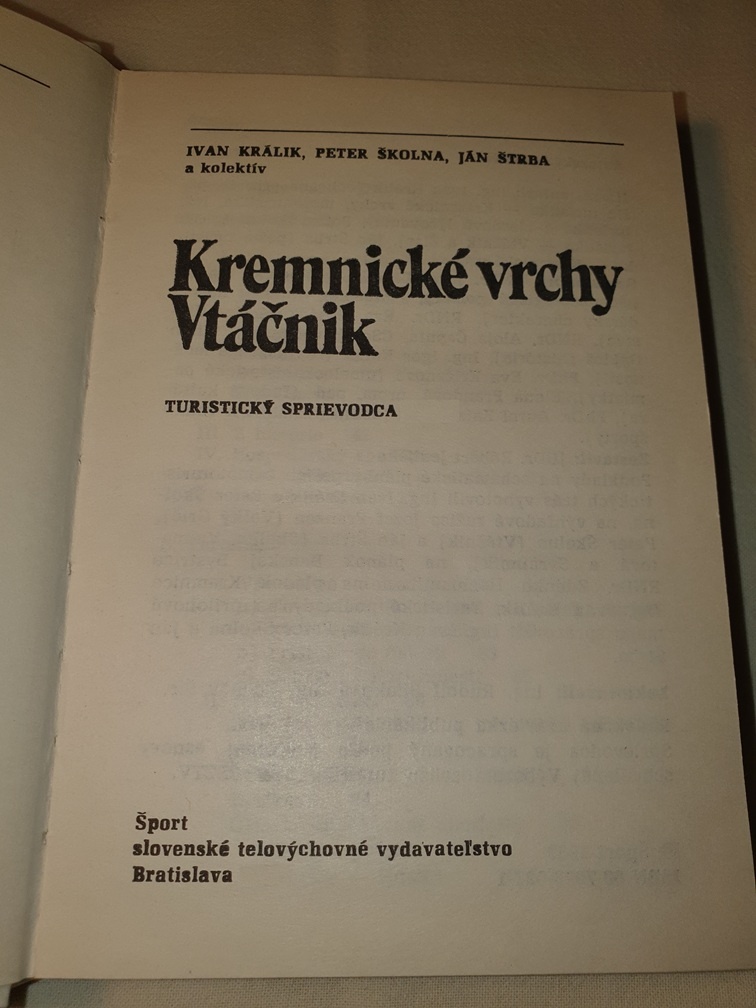 IVAN KRÁLIK, PETER ŠKOLNA, JÁN ŠTRBA
a kolektív
Kremnické vrchy
Vtáčnik
TURISTICKÝ SPRIEVODCA
Šport
slovenské telovýchovné vydavateľstvo
Bratislava